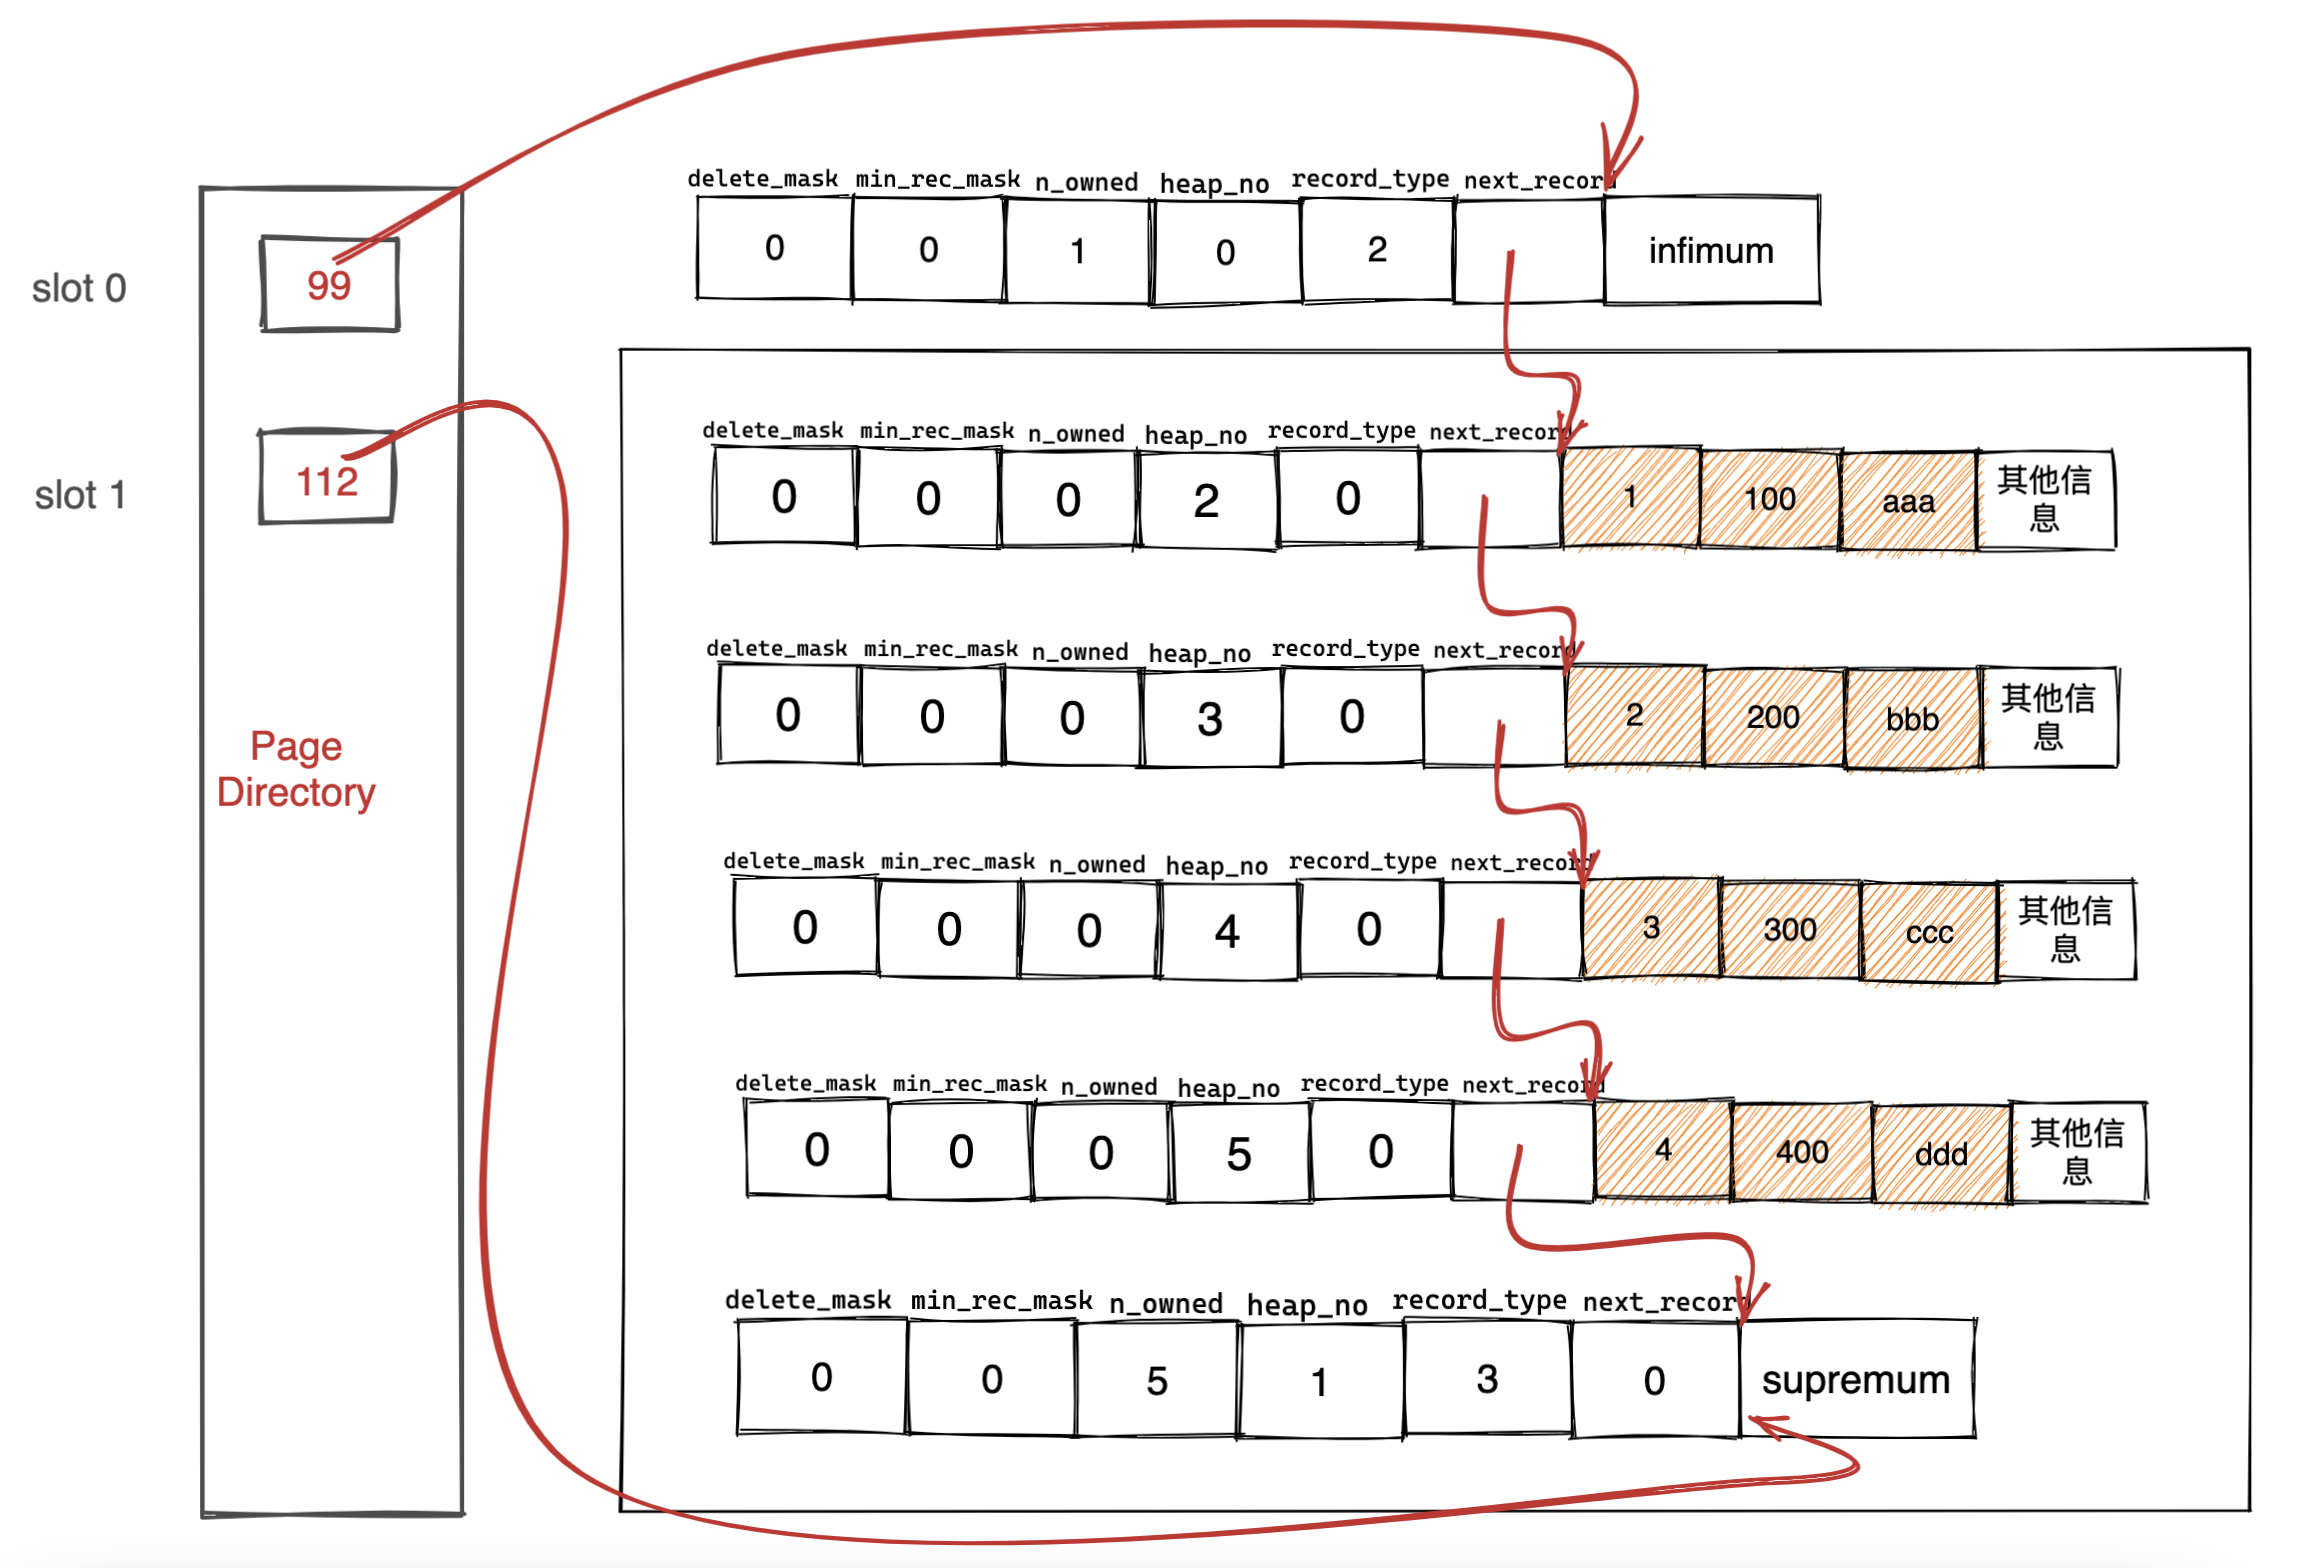 slot 0
99
slot 1
112
Page
Directory
delete_mask min_rec_mask n_owned heap_no record_type next_record
0 0 1 0 2 infimum
delete_mask min_rec_mask n_owned heap_no record_type next_record
0 0 0 2 0 1 100 aaa 其他信
息
delete_mask min_rec_mask n_owned heap_no record_type next_record
0 0 0 3 0 2 200 bbb 其他信
息
delete_mask min_rec_mask n_owned heap_no record_type next_record
0 0 0 4 0 3 300 ccc 其他信
息
delete_mask min_rec_mask n_owned heap_no record_type next_record
0 0 0 5 0 4 400 ddd 其他信
息
delete_mask min_rec_mask n_owned heap_no record_type next_record
0 0 5 1 3 0 supremum